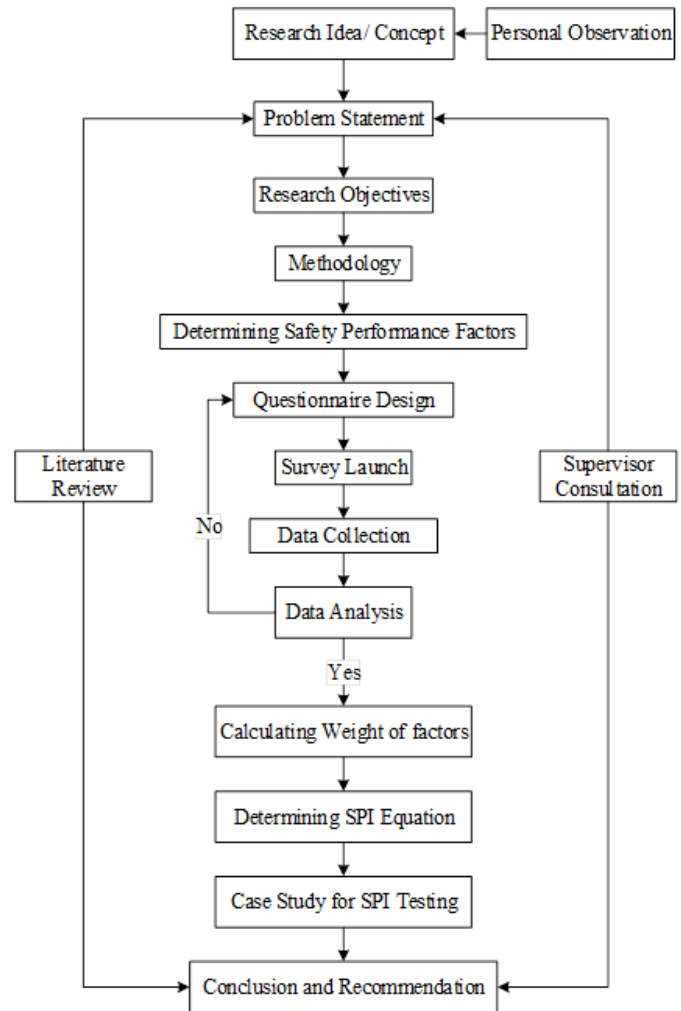 Research Idea/ Concept
Personal Observation
Problem Statement
Research Objectives
Methodology
Determining Safety Performance Factors
Questionnaire Design
Literature
Review
Survey Launch
Supervisor
Consultation
No
Data Collection
Data Analysis
Yes
Calculating Weight of factors
Determining SPI Equation
Case Study for SPI Testing
Conclusion and Recommendation